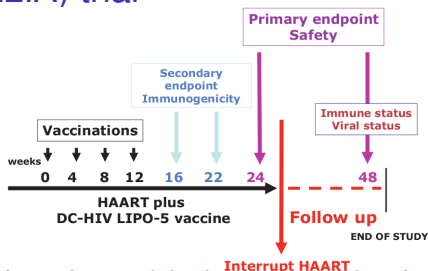 trial
Primary endpoint
Safety
Secondary
endpoint
Immunogenicity
Immune status
Viral status
Vaccinations
weeks
0 4 8 12 16 22 24 48
HAART plus
DC-HIV LIPO-5 vaccine
Follow up
END OF STUDY
Interrupt HAART